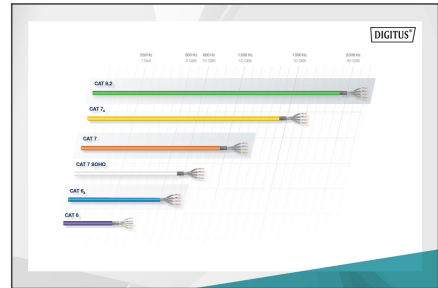 DIGITUS®
250 Hz 500 Hz 600 Hz 1200 Hz 1500 Hz 2000 Hz
CAT 8.2
CAT 7A
CAT 7
CAT 7 SOHO
CAT 6A
CAT 6